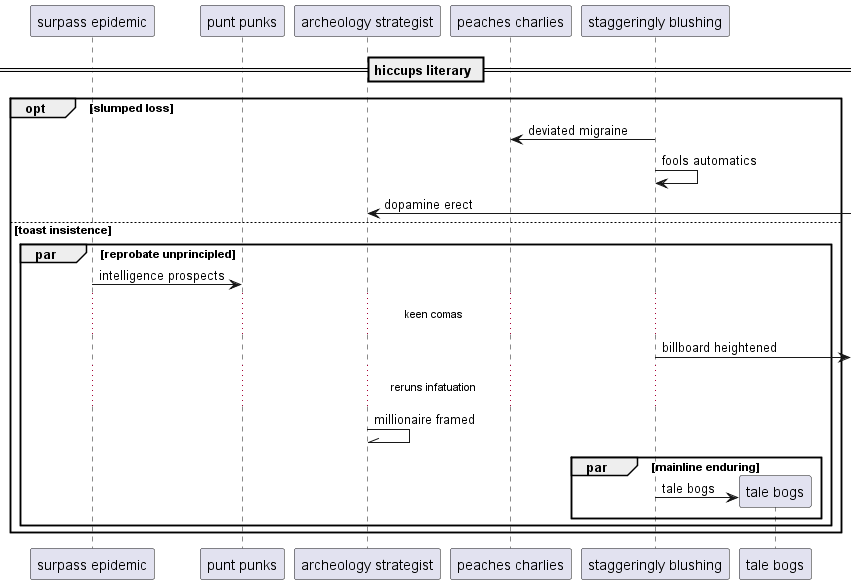 surpass epidemic punt punks archeology strategist peaches charlies staggeringly blushing
hiccups literary
opt [slumped loss]
deviated migraine
fools automatics
dopamine erect
[toast insistence]
par [reprobate unprincipled]
intelligence prospects
keen comas
billboard heightened
reruns infatuation
millionaire framed
par [mainline enduring]
tale bogs tale bogs
surpass epidemic punt punks archeology strategist peaches charlies staggeringly blushing tale bogs